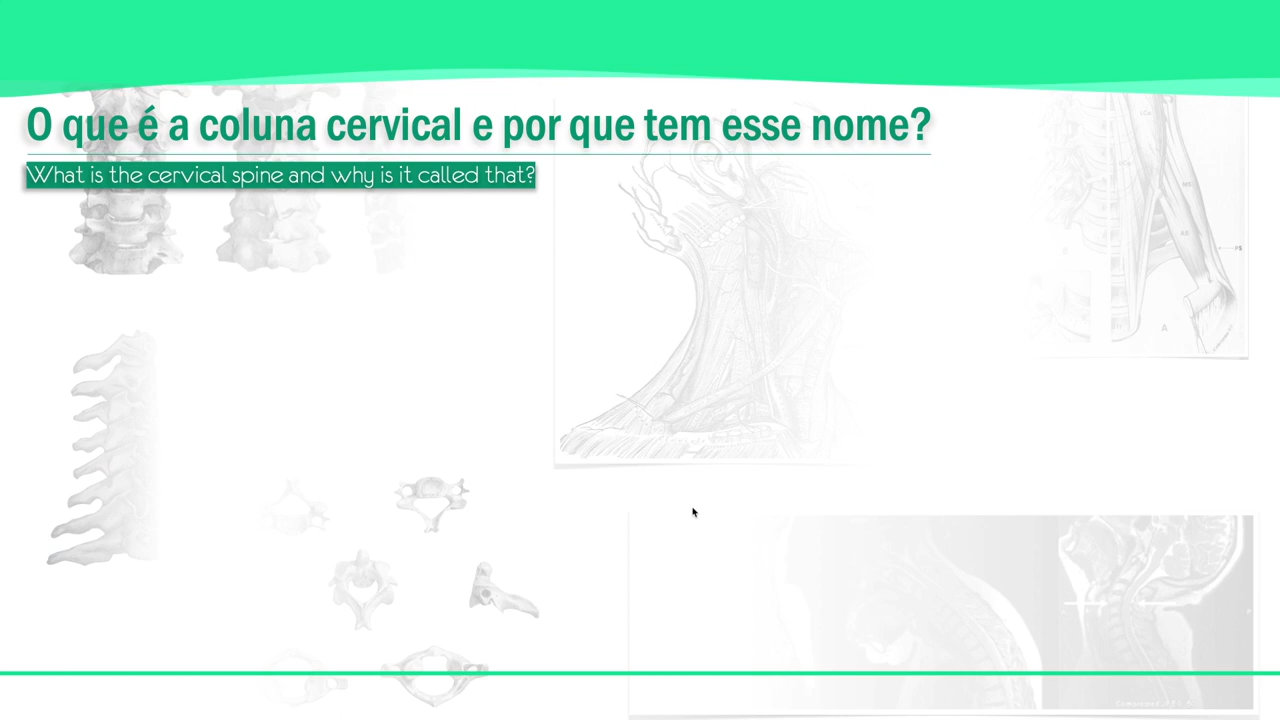 O que é a coluna cervical e por que tem esse nome?
What is the cervical spine and why is it called that?
A